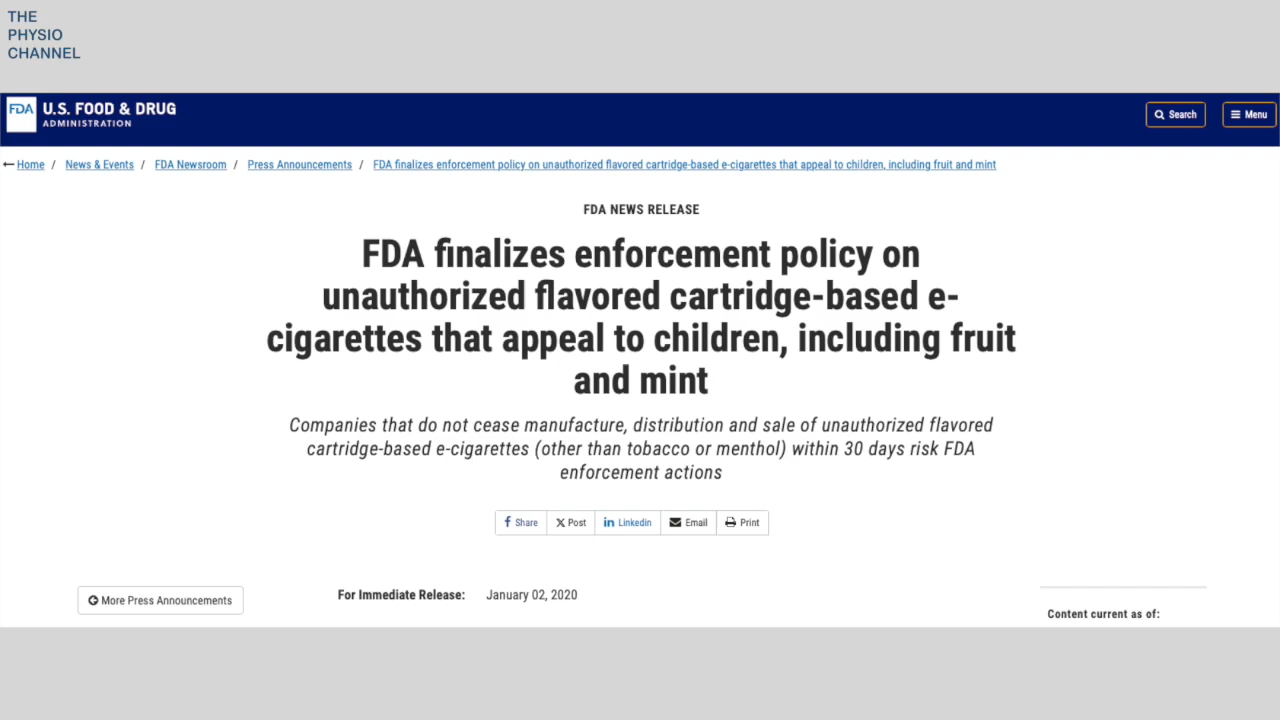 THE
PHYSIO
CHANNEL
FDA U.S. FOOD & DRUG
ADMINISTRATION
Search
Menu
Home / News & Events / FDA Newsroom / Press Announcements / FDA finalizes enforcement policy on unauthorized flavored cartridge-based e-cigarettes that appeal to children, including fruit and mint
FDA NEWS RELEASE
FDA finalizes enforcement policy on
unauthorized flavored cartridge-based e-
cigarettes that appeal to children, including fruit
and mint
Companies that do not cease manufacture, distribution and sale of unauthorized flavored
cartridge-based e-cigarettes (other than tobacco or menthol) within 30 days risk FDA
enforcement actions
Share Post Linkedin Email Print
More Press Announcements
For Immediate Release: January 02, 2020
Content current as of: